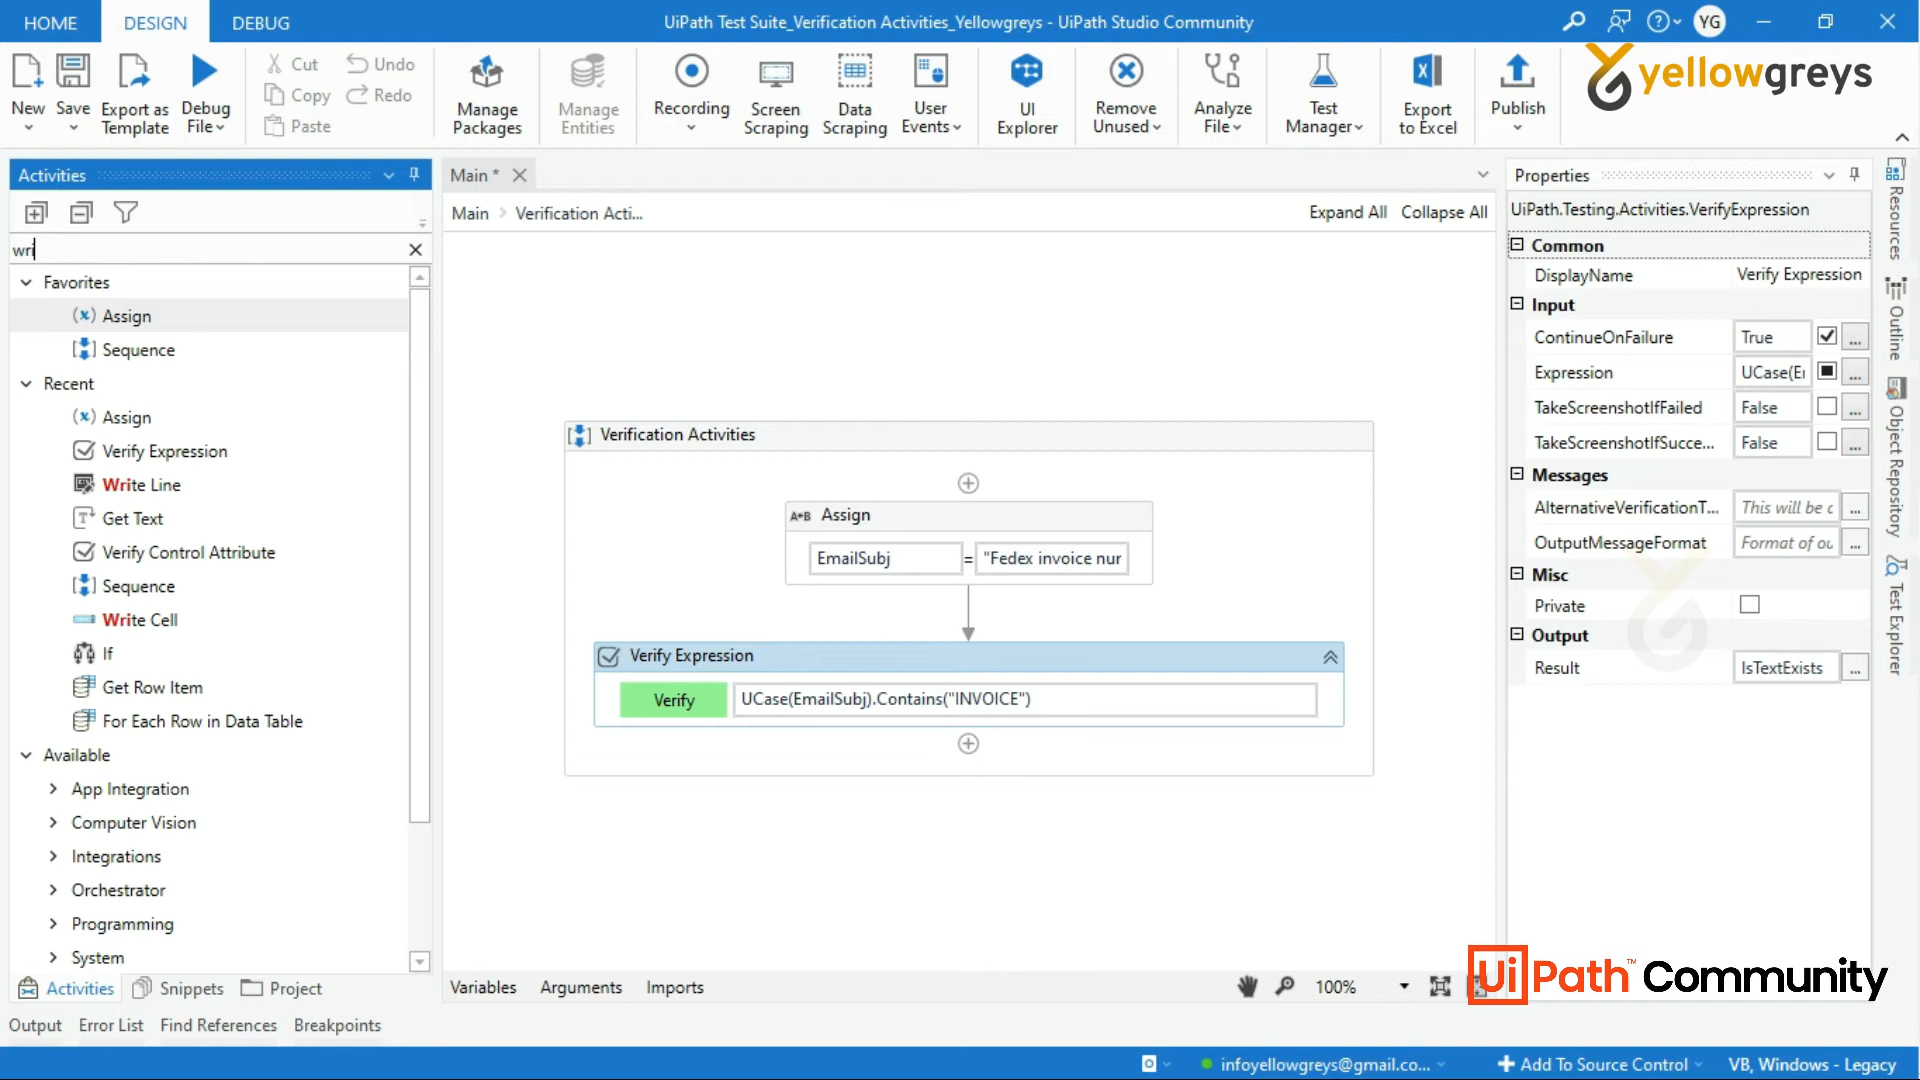 HOME DESIGN DEBUG
UiPath Test Suite_Verification Activities_Yellowgreys - UiPath Studio Community
YG
New
Save
Export as Template
Debug File
Cut
Copy
Paste
Undo
Redo
Manage Packages
Manage Entities
Recording
Screen Scraping
Data Scraping
User Events
UI Explorer
Remove Unused
Analyze File
Test Manager
Export to Excel
Publish
yellowgreys
Activities
wri
Favorites
Assign
Sequence
Recent
Assign
Verify Expression
Write Line
Get Text
Verify Control Attribute
Sequence
Write Cell
If
Get Row Item
For Each Row in Data Table
Available
App Integration
Computer Vision
Integrations
Orchestrator
Programming
System
Activities Snippets Project
Main *
Main > Verification Acti...
Expand All Collapse All
Verification Activities
A+B Assign
EmailSubj = "Fedex invoice nur
Verify Expression
Verify UCase(EmailSubj).Contains("INVOICE")
Variables Arguments Imports
100%
Properties
UiPath.Testing.Activities.VerifyExpression
Common
DisplayName Verify Expression
Input
ContinueOnFailure True ...
Expression UCase(Er ...
TakeScreenshotIfFailed False ...
TakeScreenshotIfSucce... False ...
Messages
AlternativeVerificationT... This will be c ...
OutputMessageFormat Format of ou ...
Misc
Private
Output
Result IsTextExists ...
Resources
Outline
Object Repository
Test Explorer
UiPath™ Community
Output Error List Find References Breakpoints
infoyellowgreys@gmail.co...
Add To Source Control
VB, Windows - Legacy